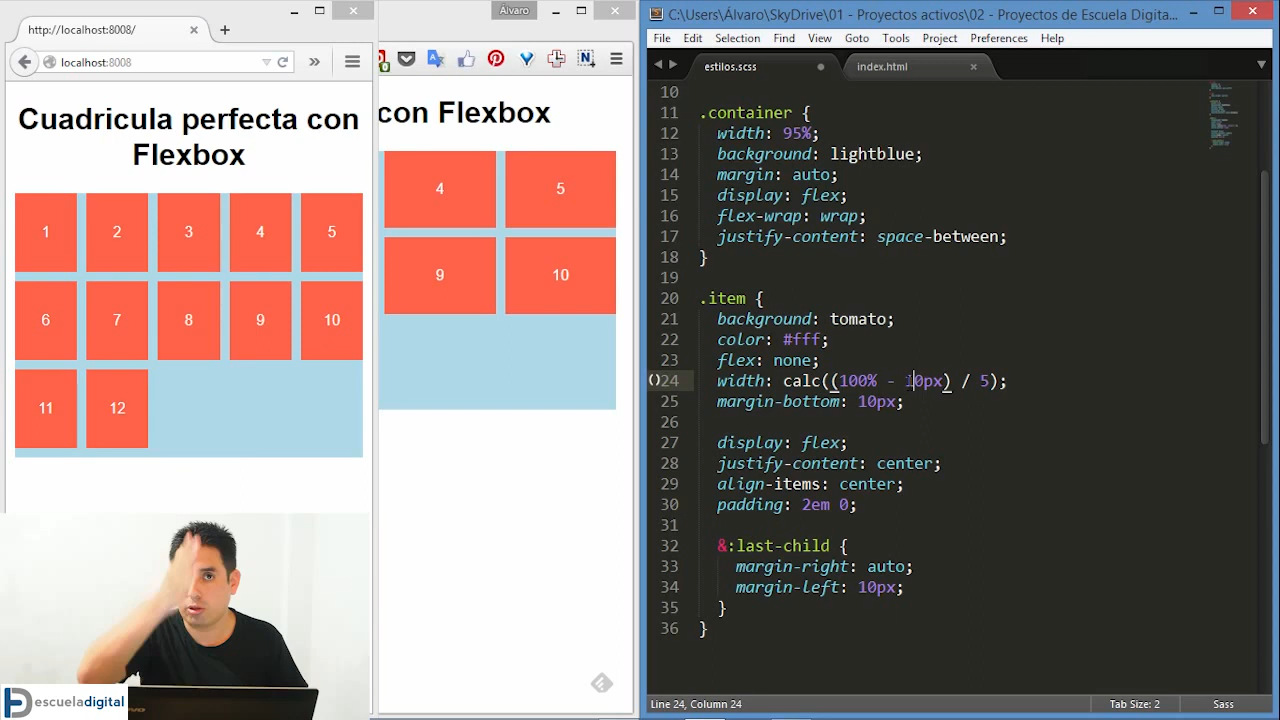 http://localhost:8008/
localhost:8008
Cuadricula perfecta con
Flexbox
1 2 3 4 5
6 7 8 9 10
11 12
Álvaro
con Flexbox
4 5
9 10
C:\Users\Álvaro\SkyDrive\01 - Proyectos activos\02 - Proyectos de Escuela Digita...
File Edit Selection Find View Goto Tools Project Preferences Help
estilos.scss index.html
10
11 .container {
12 width: 95%;
13 background: lightblue;
14 margin: auto;
15 display: flex;
16 flex-wrap: wrap;
17 justify-content: space-between;
18 }
19
20 .item {
21 background: tomato;
22 color: #fff;
23 flex: none;
24 width: calc((100% - 10px) / 5);
25 margin-bottom: 10px;
26
27 display: flex;
28 justify-content: center;
29 align-items: center;
30 padding: 2em 0;
31
32 &:last-child {
33 margin-right: auto;
34 margin-left: 10px;
35 }
36 }
Line 24, Column 24 Tab Size: 2 Sass
escueladigital